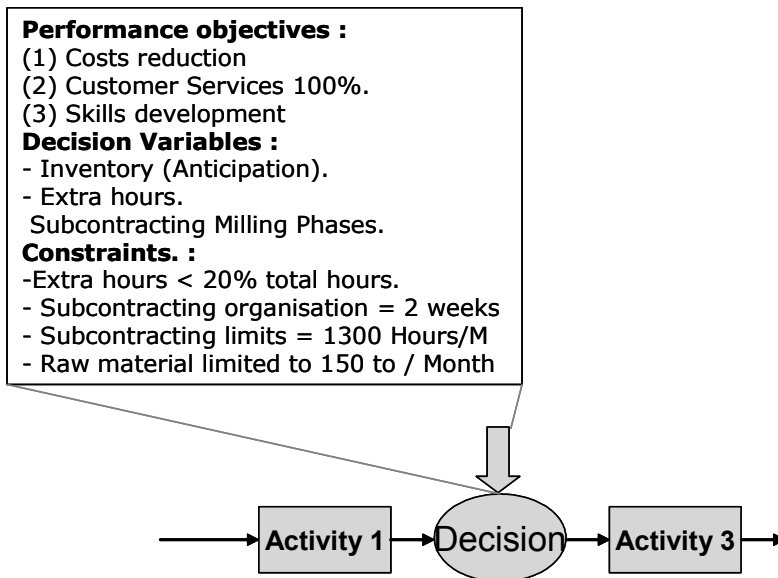 Performance objectives :
(1) Costs reduction
(2) Customer Services 100%.
(3) Skills development
Decision Variables :
- Inventory (Anticipation).
- Extra hours.
Subcontracting Milling Phases.
Constraints. :
-Extra hours < 20% total hours.
- Subcontracting organisation = 2 weeks
- Subcontracting limits = 1300 Hours/M
- Raw material limited to 150 to / Month
Activity 1
Decision
Activity 3